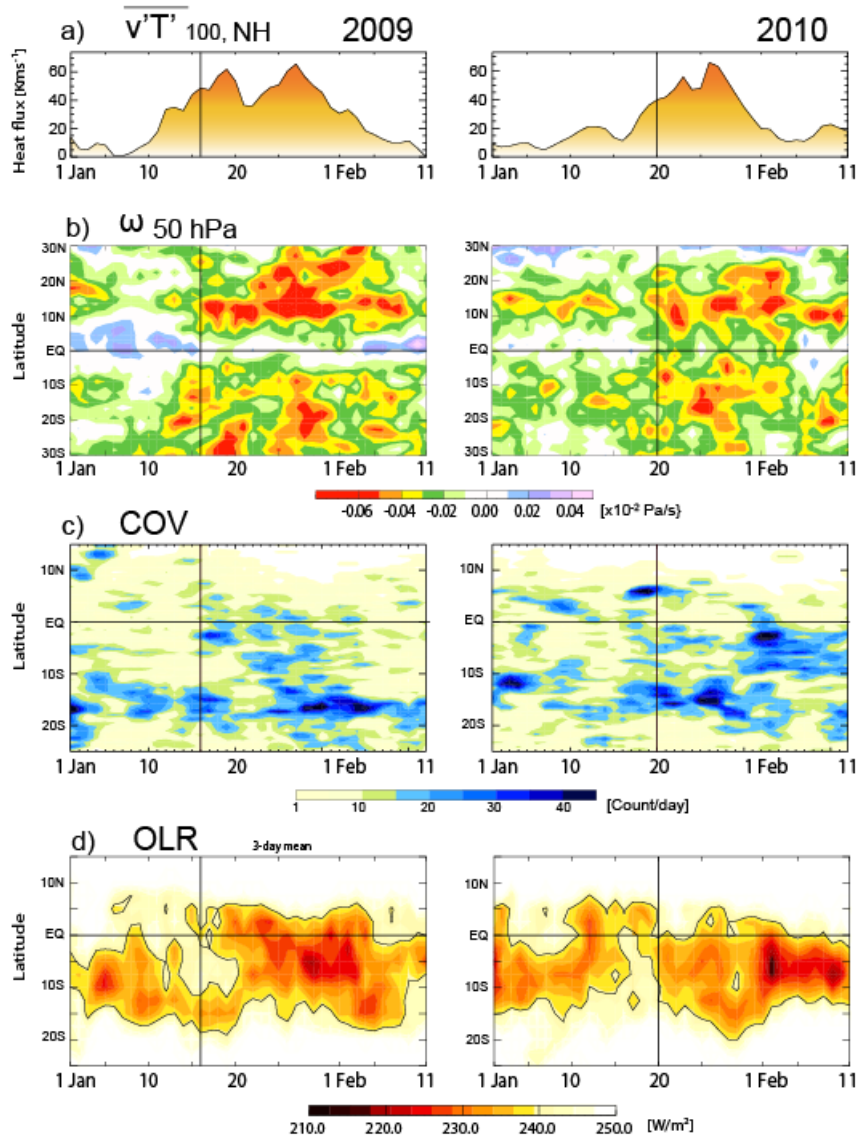 a) v'T' 100, NH 2009 2010
Heat flux [Kms⁻¹]
60
40
20
0
1 Jan 10 20 1 Feb 11
1 Jan 10 20 1 Feb 11
b) ω 50 hPa
Latitude
30N
20N
10N
EQ
10S
20S
30S
1 Jan 10 20 1 Feb 11
30N
20N
10N
EQ
10S
20S
30S
1 Jan 10 20 1 Feb 11
-0.06 -0.04 -0.02 0.00 0.02 0.04 [x10⁻² Pa/s}
c) COV
Latitude
10N
EQ
10S
20S
1 Jan 10 20 1 Feb 11
10N
EQ
10S
20S
1 Jan 10 20 1 Feb 11
1 10 20 30 40 [Count/day]
d) OLR 3-day mean
Latitude
10N
EQ
10S
20S
1 Jan 10 20 1 Feb 11
10N
EQ
10S
20S
1 Jan 10 20 1 Feb 11
210.0 220.0 230.0 240.0 250.0 [W/m²]